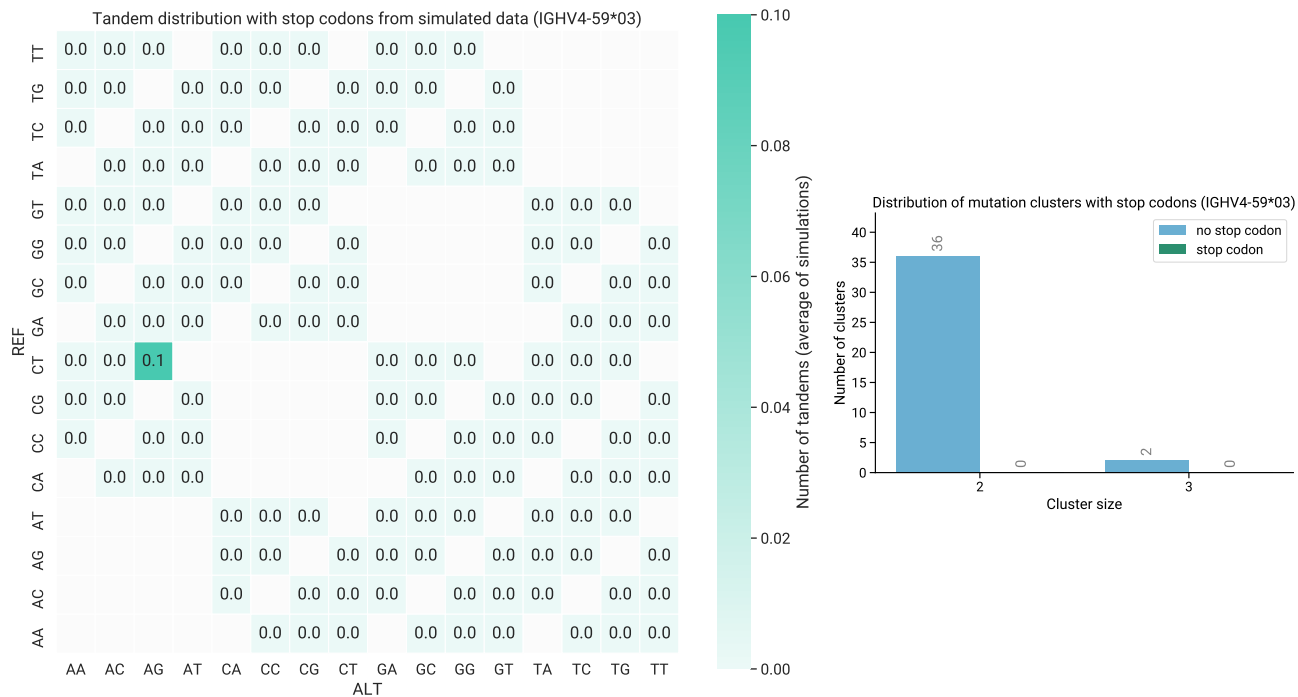 Tandem distribution with stop codons from simulated data (IGHV4-59*03)
TT 0.0 0.0 0.0 0.0 0.0 0.0 0.0 0.0 0.0
TG 0.0 0.0 0.0 0.0 0.0 0.0 0.0 0.0 0.0
TC 0.0 0.0 0.0 0.0 0.0 0.0 0.0 0.0 0.0
TA 0.0 0.0 0.0 0.0 0.0 0.0 0.0 0.0 0.0
GT 0.0 0.0 0.0 0.0 0.0 0.0 0.0 0.0 0.0
GG 0.0 0.0 0.0 0.0 0.0 0.0 0.0 0.0 0.0
GC 0.0 0.0 0.0 0.0 0.0 0.0 0.0 0.0 0.0
GA 0.0 0.0 0.0 0.0 0.0 0.0 0.0 0.0 0.0
CT 0.0 0.0 0.1 0.0 0.0 0.0 0.0 0.0 0.0
CG 0.0 0.0 0.0 0.0 0.0 0.0 0.0 0.0 0.0
CC 0.0 0.0 0.0 0.0 0.0 0.0 0.0 0.0 0.0
CA 0.0 0.0 0.0 0.0 0.0 0.0 0.0 0.0 0.0
AT 0.0 0.0 0.0 0.0 0.0 0.0 0.0 0.0 0.0
AG 0.0 0.0 0.0 0.0 0.0 0.0 0.0 0.0 0.0
AC 0.0 0.0 0.0 0.0 0.0 0.0 0.0 0.0 0.0
AA 0.0 0.0 0.0 0.0 0.0 0.0 0.0 0.0 0.0
REF
AA AC AG AT CA CC CG CT GA GC GG GT TA TC TG TT
ALT
0.10
0.08
0.06
0.04
0.02
0.00
Number of tandems (average of simulations)
Distribution of mutation clusters with stop codons (IGHV4-59*03)
no stop codon
stop codon
40
35
30
25
20
15
10
5
0
Number of clusters
36
0
2
0
2 3
Cluster size